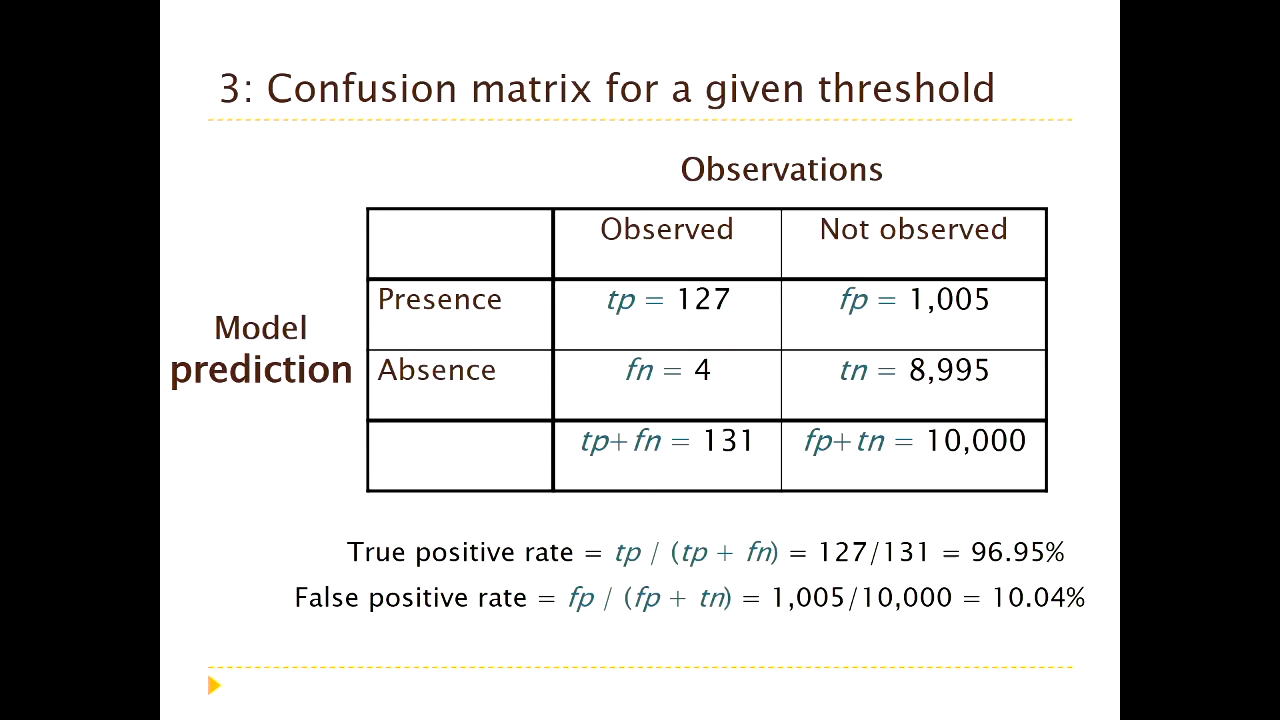 3: Confusion matrix for a given threshold
Observations
Observed Not observed
Presence tp = 127 fp = 1,005
Model
prediction
Absence fn = 4 tn = 8,995
tp+fn = 131 fp+tn = 10,000
True positive rate = tp / (tp + fn) = 127/131 = 96.95%
False positive rate = fp / (fp + tn) = 1,005/10,000 = 10.04%